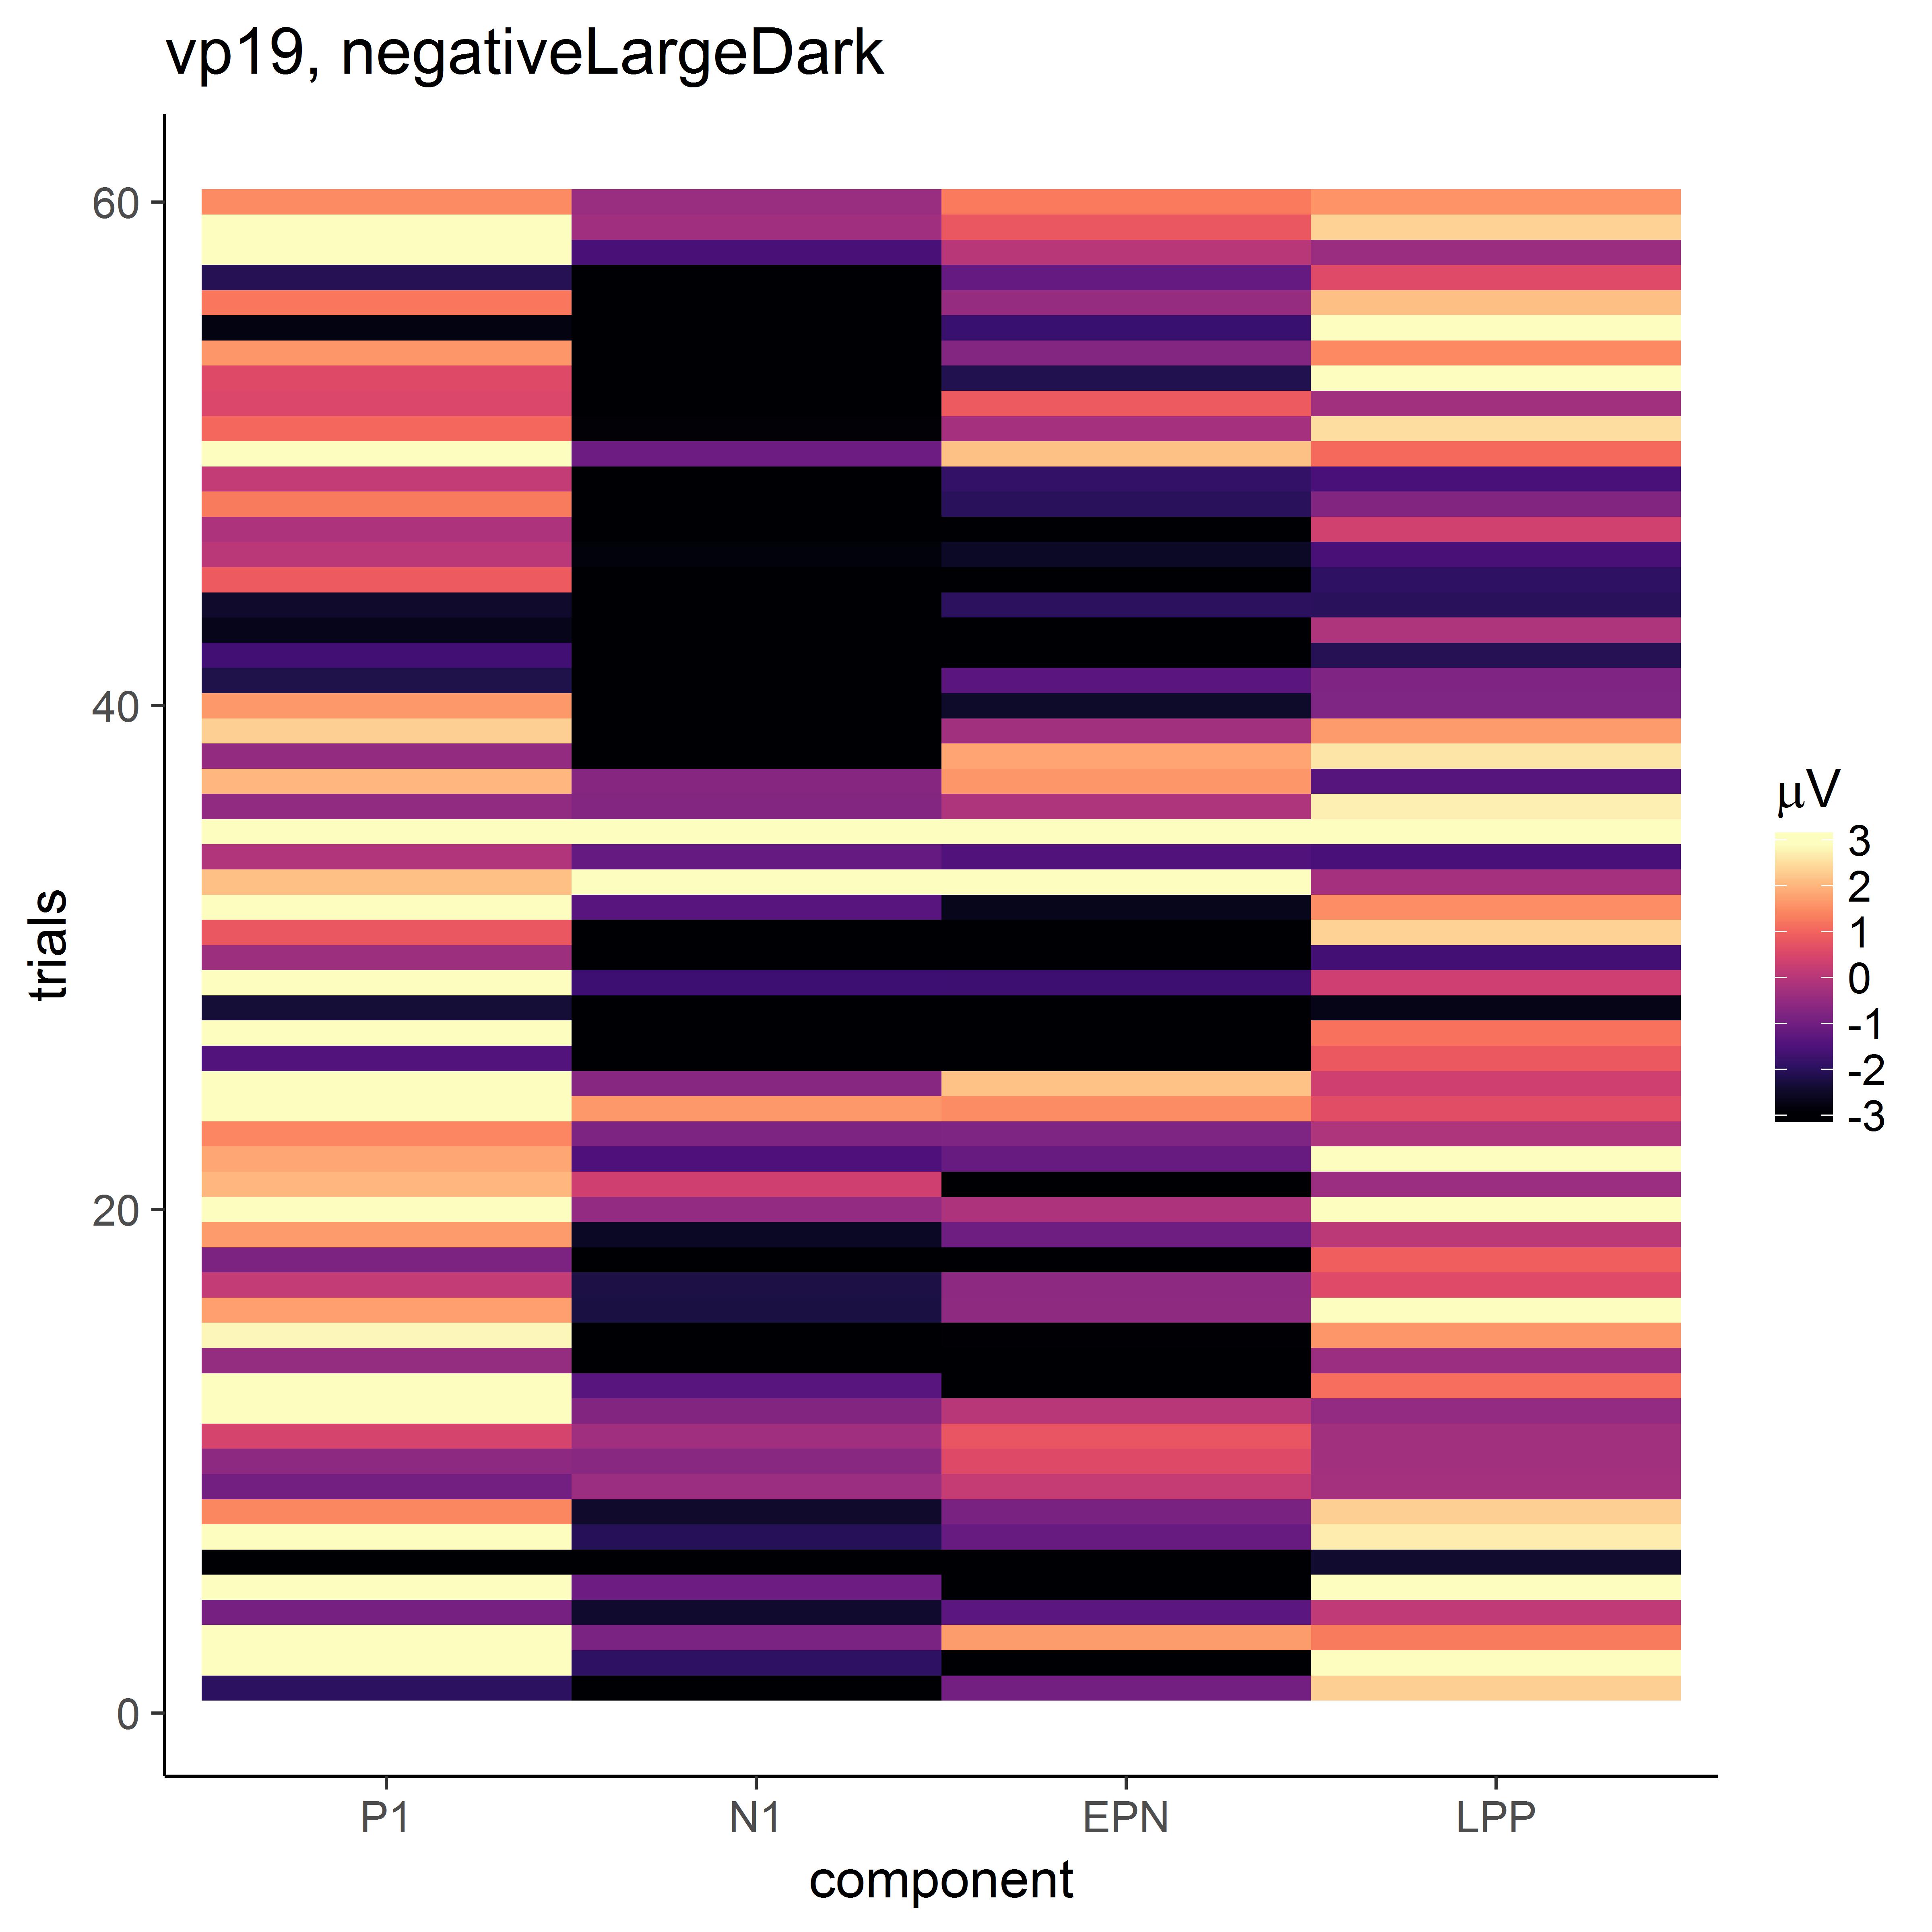 vp19, negativeLargeDark
60
40
20
0
trials
P1 N1 EPN LPP
component
μV
3
2
1
0
-1
-2
-3